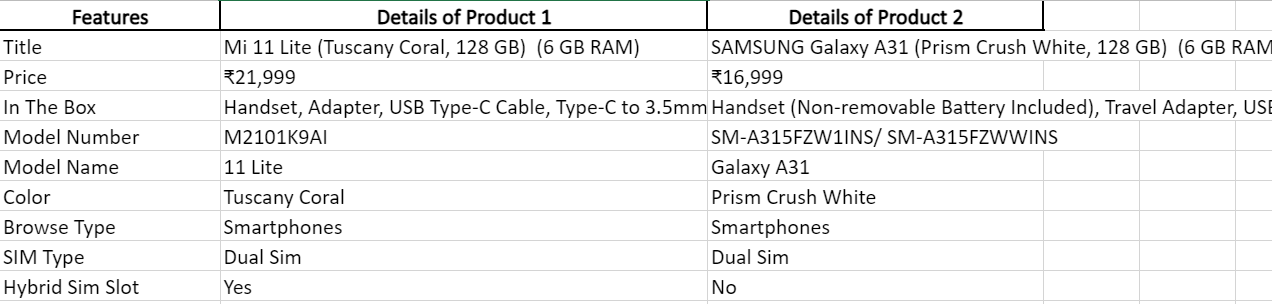 Features Details of Product 1 Details of Product 2
Title Mi 11 Lite (Tuscany Coral, 128 GB) (6 GB RAM) SAMSUNG Galaxy A31 (Prism Crush White, 128 GB) (6 GB RAM
Price ₹21,999 ₹16,999
In The Box Handset, Adapter, USB Type-C Cable, Type-C to 3.5mm Handset (Non-removable Battery Included), Travel Adapter, USB
Model Number M2101K9AI SM-A315FZW1INS/ SM-A315FZWWINS
Model Name 11 Lite Galaxy A31
Color Tuscany Coral Prism Crush White
Browse Type Smartphones Smartphones
SIM Type Dual Sim Dual Sim
Hybrid Sim Slot Yes No